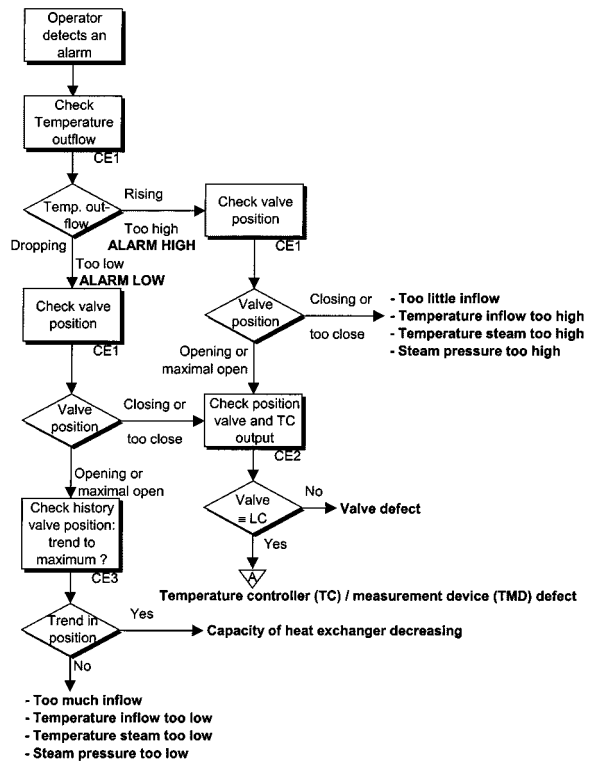 Operator
detects an
alarm
Check
Temperature
outflow
CE1
Temp. out-
flow
Rising
Too high
ALARM HIGH
Check valve
position
CE1
Dropping
Too low
ALARM LOW
Check valve
position
CE1
Valve
position
Closing or
too close
- Too little inflow
- Temperature inflow too high
- Temperature steam too high
- Steam pressure too high
Opening or
maximal open
Valve
position
Closing or
too close
Check position
valve and TC
output
CE2
Opening or
maximal open
Valve
≡ LC
No
Valve defect
Yes
A
Temperature controller (TC) / measurement device (TMD) defect
Check history
valve position:
trend to
maximum ?
CE3
Trend in
position
Yes
Capacity of heat exchanger decreasing
No
- Too much inflow
- Temperature inflow too low
- Temperature steam too low
- Steam pressure too low